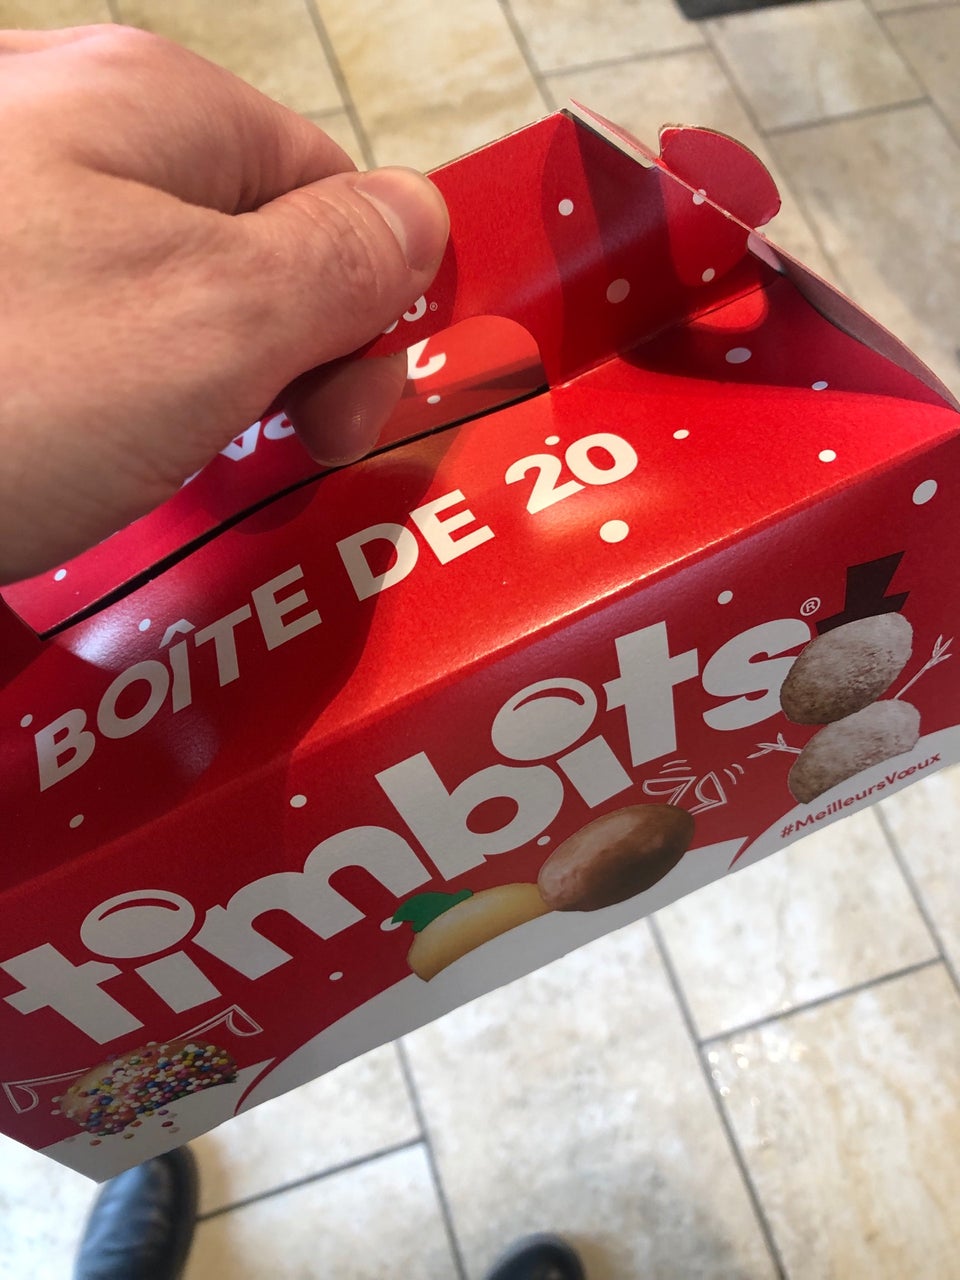 BOÎTE DE 20
timbits®
#MeilleursVœux